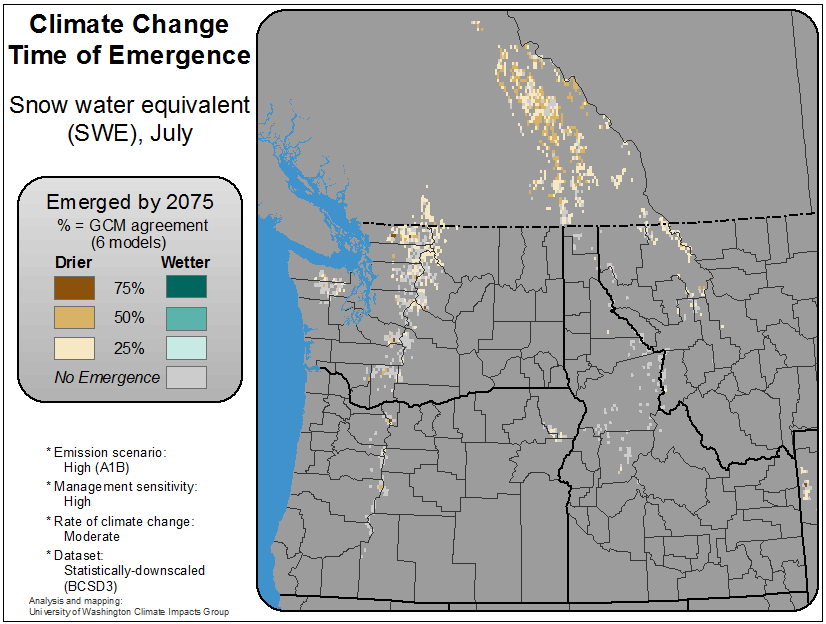 Climate Change
Time of Emergence
Snow water equivalent
(SWE), July
Emerged by 2075
% = GCM agreement
(6 models)
Drier Wetter
75%
50%
25%
No Emergence
* Emission scenario:
High (A1B)
* Management sensitivity:
High
* Rate of climate change:
Moderate
* Dataset:
Statistically-downscaled
(BCSD3)
Analysis and mapping:
University of Washington Climate Impacts Group